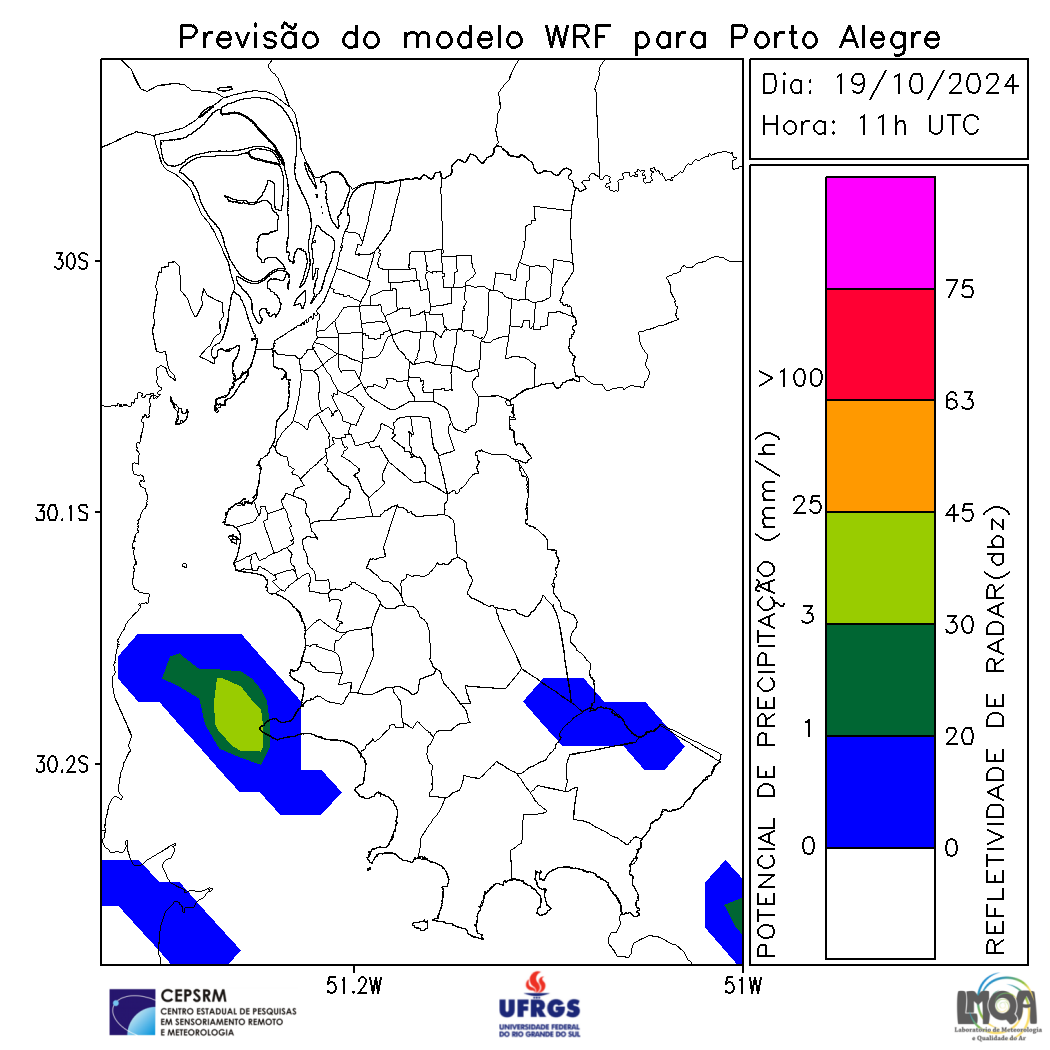 Previsão do modelo WRF para Porto Alegre
Dia: 19/10/2024
Hora: 11h UTC
30S
30.1S
30.2S
51.2W
51W
POTENCIAL DE PRECIPITAÇÃO (mm/h)
>100
25
3
1
0
75
63
45
30
20
0
REFLETIVIDADE DE RADAR(dbz)
CEPSRM
CENTRO ESTADUAL DE PESQUISAS
EM SENSORIAMENTO REMOTO
E METEOROLOGIA
UFRGS
UNIVERSIDADE FEDERAL
DO RIO GRANDE DO SUL
LMQA
Laboratório de Meteorologia
e Qualidade do Ar